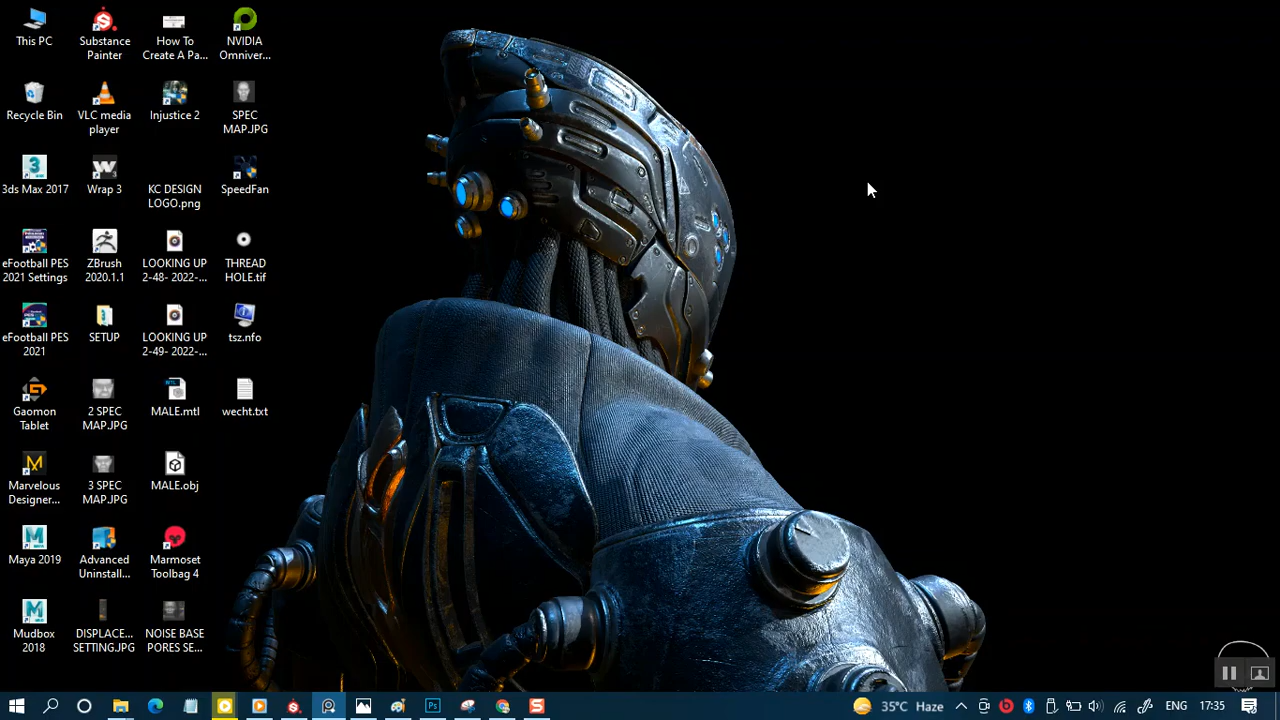 This PC
Substance
Painter
How To
Create A Pa...
NVIDIA
Omniver...
Recycle Bin
VLC media
player
Injustice 2
SPEC
MAP.JPG
3ds Max 2017
Wrap 3
KC DESIGN
LOGO.png
SpeedFan
eFootball PES
2021 Settings
ZBrush
2020.1.1
LOOKING UP
2-48- 2022-...
THREAD
HOLE.tif
eFootball PES
2021
SETUP
LOOKING UP
2-49- 2022-...
tsz.nfo
Gaomon
Tablet
2 SPEC
MAP.JPG
MALE.mtl
wecht.txt
Marvelous
Designer...
3 SPEC
MAP.JPG
MALE.obj
Maya 2019
Advanced
Uninstall...
Marmoset
Toolbag 4
Mudbox
2018
DISPLACE...
SETTING.JPG
NOISE BASE
PORES SE...
35°C Haze
ENG
17:35